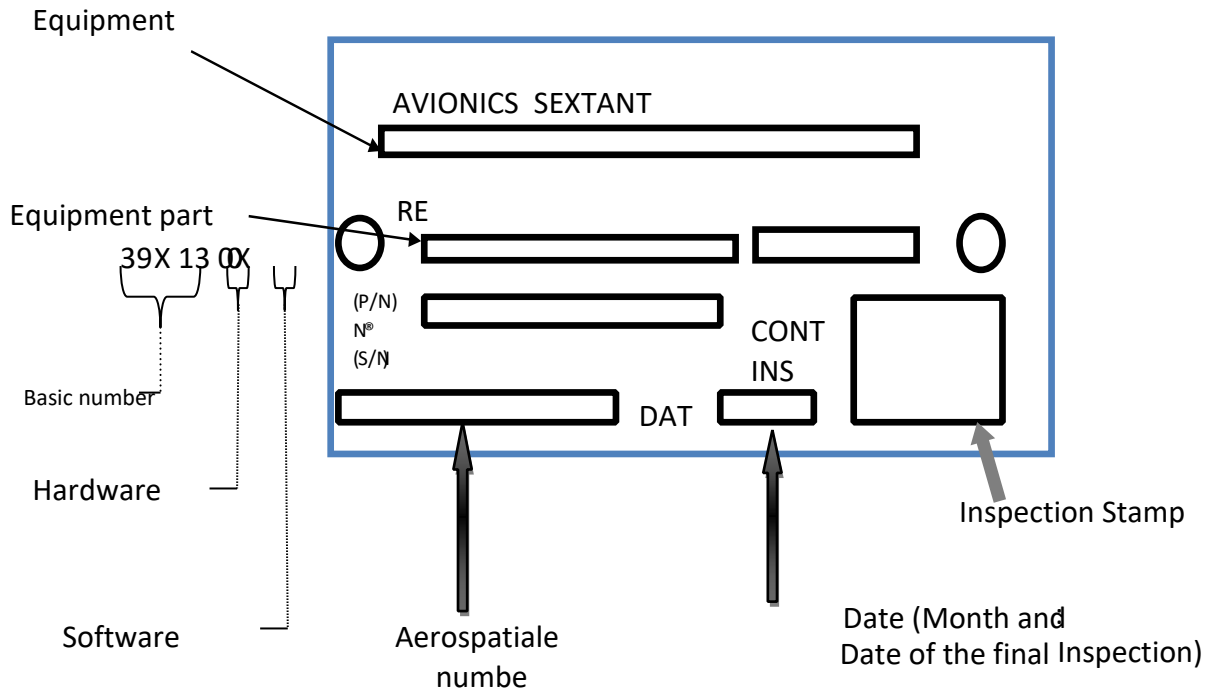 Equipment
AVIONICS SEXTANT
RE
Equipment part
39X 13 0X
(P/N)
N°
(S/N)
CONT
INS
Basic number
DAT
Hardware
Inspection Stamp
Software
Aerospatiale
numbe
Date (Month and
Date of the final Inspection)